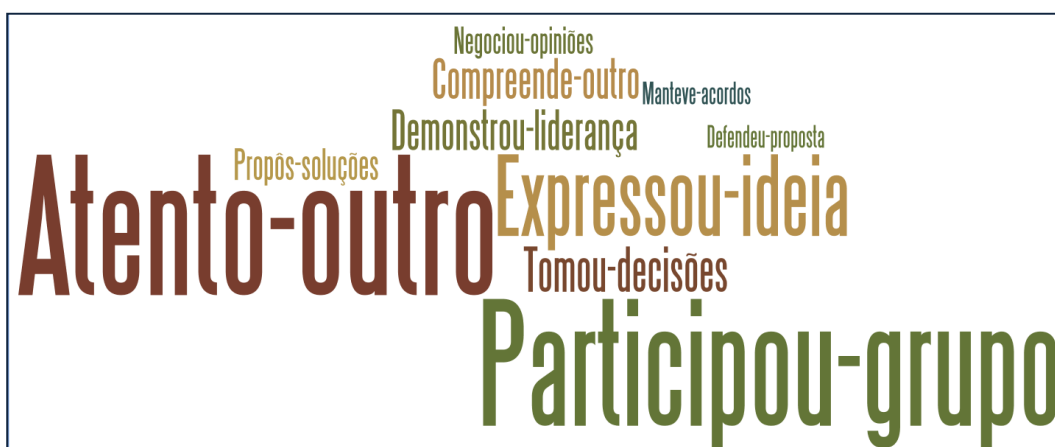 Negociou-opiniões
Compreende-outro
Manteve-acordos
Demonstrou-liderança
Defendeu-proposta
Propôs-soluções
Atento-outro
Expressou-ideia
Tomou-decisões
Participou-grupo